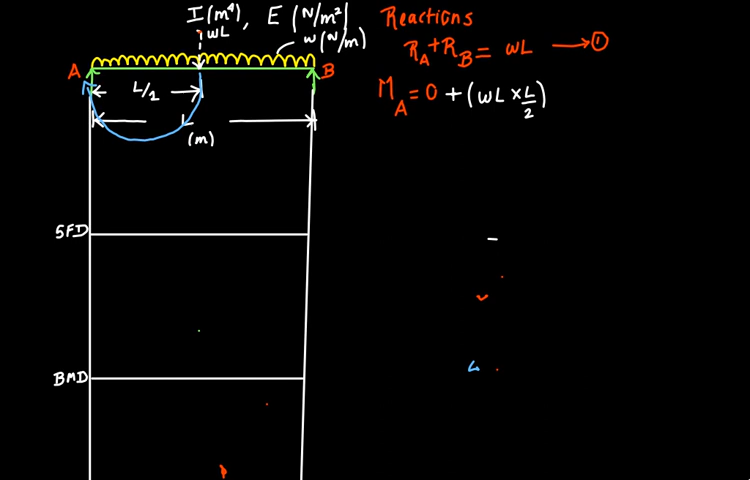 I (m⁴), E (N/m²)
wL
w (N/m)
A
B
L/2
L
(m)
SFD
BMD
Reactions
R_A + R_B = wL → ①
M_A = 0 + (wL × L/2)